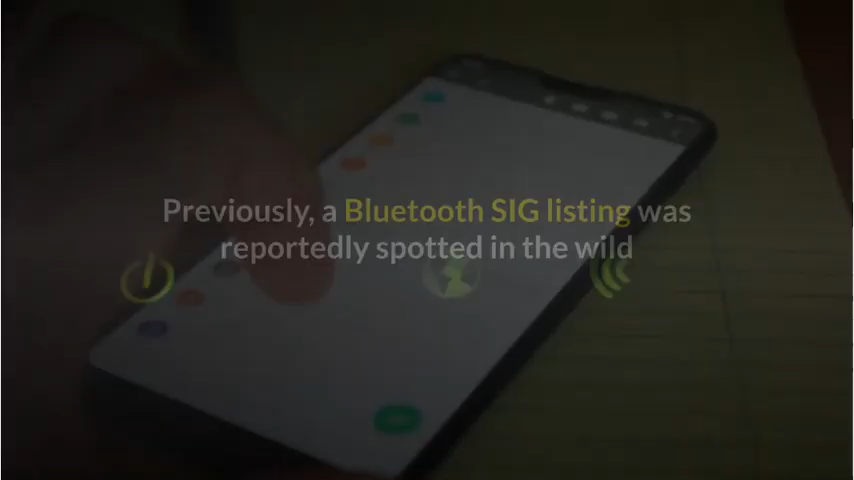 Previously, a Bluetooth SIG listing was
reportedly spotted in the wild